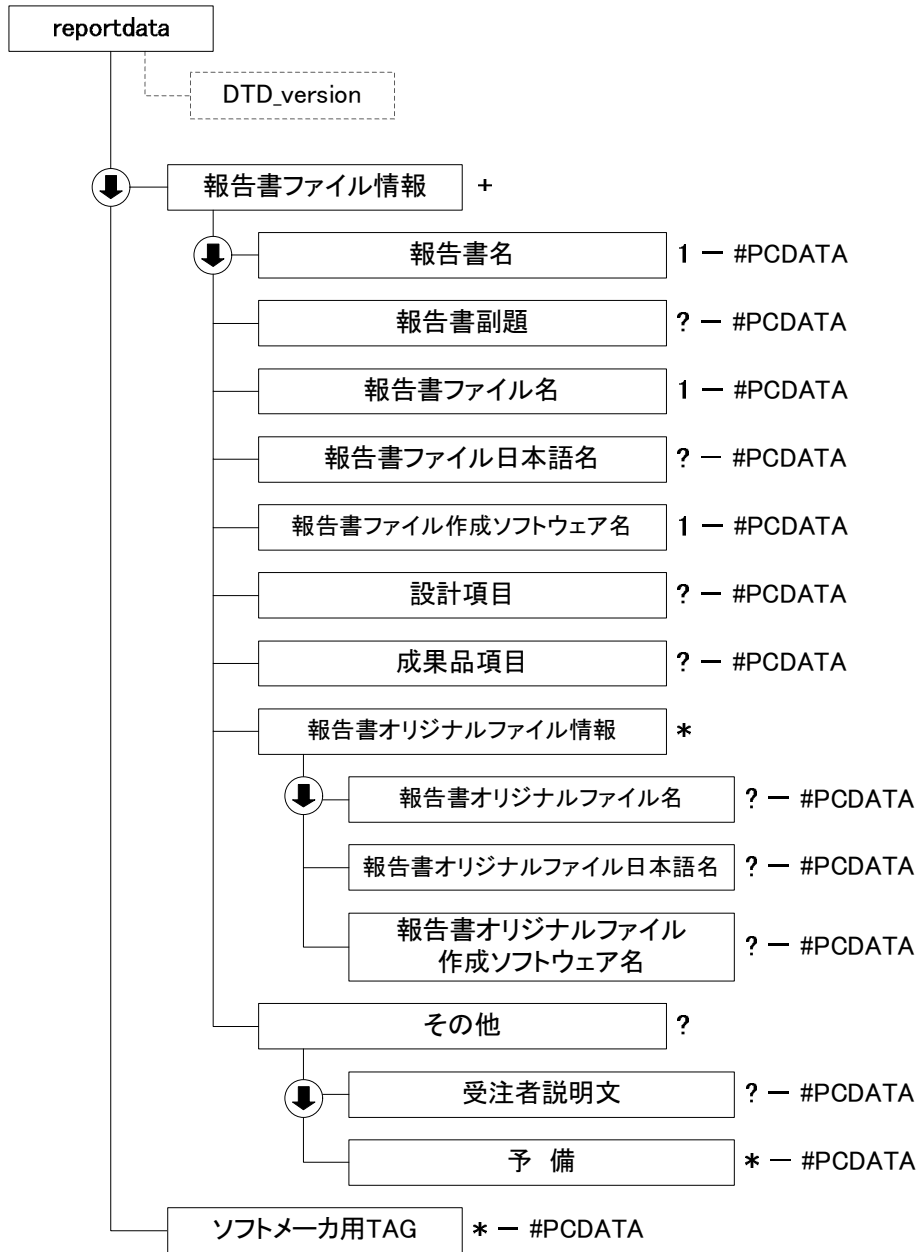 reportdata
DTD_version
報告書ファイル情報 +
報告書名 1 － #PCDATA
報告書副題 ? － #PCDATA
報告書ファイル名 1 － #PCDATA
報告書ファイル日本語名 ? － #PCDATA
報告書ファイル作成ソフトウェア名 1 － #PCDATA
設計項目 ? － #PCDATA
成果品項目 ? － #PCDATA
報告書オリジナルファイル情報 *
報告書オリジナルファイル名 ? － #PCDATA
報告書オリジナルファイル日本語名 ? － #PCDATA
報告書オリジナルファイル
作成ソフトウェア名 ? － #PCDATA
その他 ?
受注者説明文 ? － #PCDATA
予 備 * － #PCDATA
ソフトメーカ用TAG * － #PCDATA